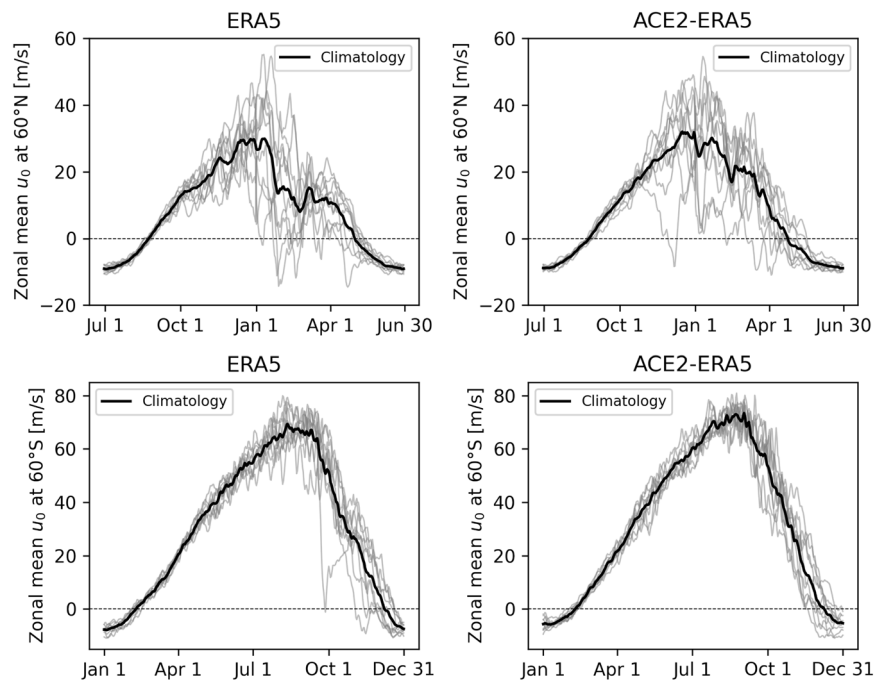 ERA5
ACE2-ERA5
Zonal mean u₀ at 60°N [m/s]
60
40
20
0
−20
Climatology
Jul 1
Oct 1
Jan 1
Apr 1
Jun 30
Zonal mean u₀ at 60°N [m/s]
60
40
20
0
−20
Climatology
Jul 1
Oct 1
Jan 1
Apr 1
Jun 30
ERA5
ACE2-ERA5
Zonal mean u₀ at 60°S [m/s]
80
60
40
20
0
Climatology
Jan 1
Apr 1
Jul 1
Oct 1
Dec 31
Zonal mean u₀ at 60°S [m/s]
80
60
40
20
0
Climatology
Jan 1
Apr 1
Jul 1
Oct 1
Dec 31